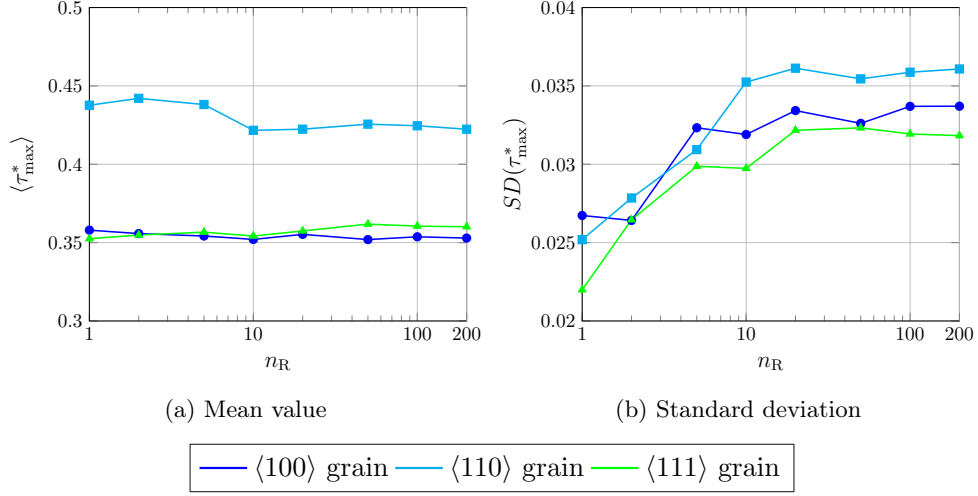 0.5
0.45
0.4
0.35
0.3
⟨τ*max⟩
1 10 100 200
nR
(a) Mean value
0.04
0.035
0.03
0.025
0.02
SD(τ*max)
1 10 100 200
nR
(b) Standard deviation
⟨100⟩ grain ⟨110⟩ grain ⟨111⟩ grain